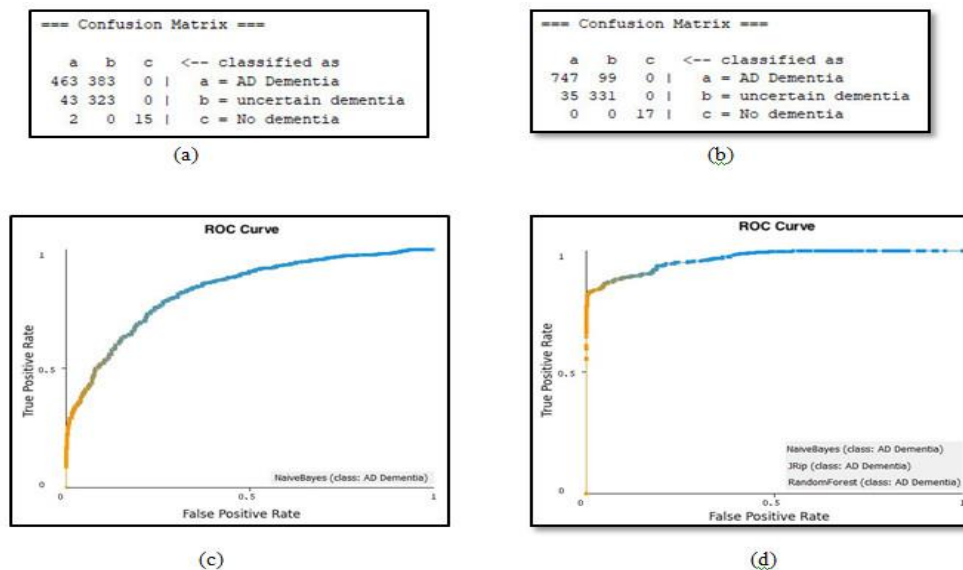 === Confusion Matrix ===
a b c <-- classified as
463 383 0 | a = AD Dementia
43 323 0 | b = uncertain dementia
2 0 15 | c = No dementia
(a)
=== Confusion Matrix ===
a b c <-- classified as
747 99 0 | a = AD Dementia
35 331 0 | b = uncertain dementia
0 0 17 | c = No dementia
(b)
ROC Curve
True Positive Rate
1
0.5
0
0
0.5
1
NaiveBayes (class: AD Dementia)
False Positive Rate
(c)
ROC Curve
True Positive Rate
1
0.5
0
0
0.5
1
NaiveBayes (class: AD Dementia)
JRip (class: AD Dementia)
RandomForest (class: AD Dementia)
False Positive Rate
(d)